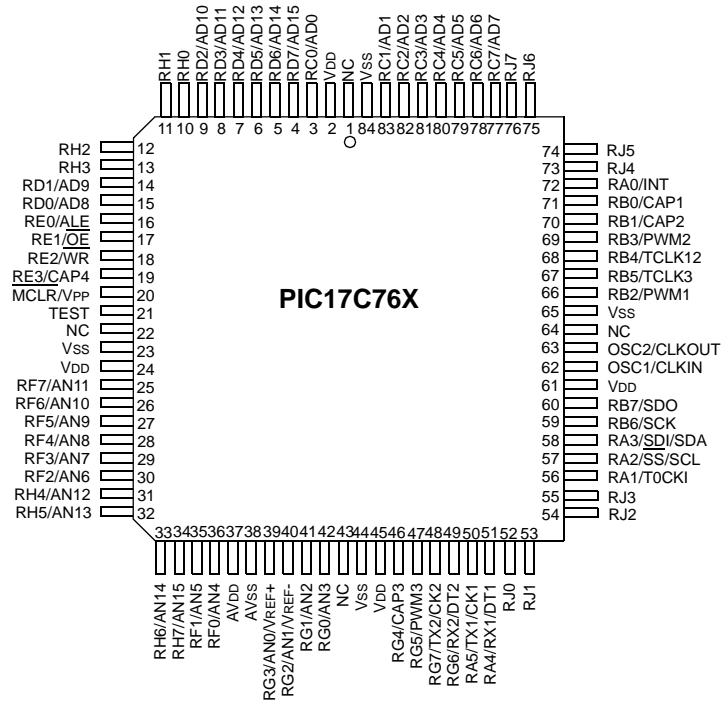 RH1
RH0
RD2/AD10
RD3/AD11
RD4/AD12
RD5/AD13
RD6/AD14
RD7/AD15
RC0/AD0
VDD
NC
VSS
RC1/AD1
RC2/AD2
RC3/AD3
RC4/AD4
RC5/AD5
RC6/AD6
RC7/AD7
RJ7
RJ6
11 10 9 8 7 6 5 4 3 2 1 84 83 82 81 80 79 78 77 76 75
RH2 12
RH3 13
RD1/AD9 14
RD0/AD8 15
RE0/ALE 16
RE1/OE 17
RE2/WR 18
RE3/CAP4 19
MCLR/VPP 20
TEST 21
NC 22
VSS 23
VDD 24
RF7/AN11 25
RF6/AN10 26
RF5/AN9 27
RF4/AN8 28
RF3/AN7 29
RF2/AN6 30
RH4/AN12 31
RH5/AN13 32
PIC17C76X
74 RJ5
73 RJ4
72 RA0/INT
71 RB0/CAP1
70 RB1/CAP2
69 RB3/PWM2
68 RB4/TCLK12
67 RB5/TCLK3
66 RB2/PWM1
65 VSS
64 NC
63 OSC2/CLKOUT
62 OSC1/CLKIN
61 VDD
60 RB7/SDO
59 RB6/SCK
58 RA3/SDI/SDA
57 RA2/SS/SCL
56 RA1/T0CKI
55 RJ3
54 RJ2
33 34 35 36 37 38 39 40 41 42 43 44 45 46 47 48 49 50 51 52 53
RH6/AN14
RH7/AN15
RF1/AN5
RF0/AN4
AVDD
AVSS
RG3/AN0/VREF+
RG2/AN1/VREF-
RG1/AN2
RG0/AN3
NC
VSS
VDD
RG4/CAP3
RG5/PWM3
RG7/TX2/CK2
RG6/RX2/DT2
RA5/TX1/CK1
RA4/RX1/DT1
RJ0
RJ1